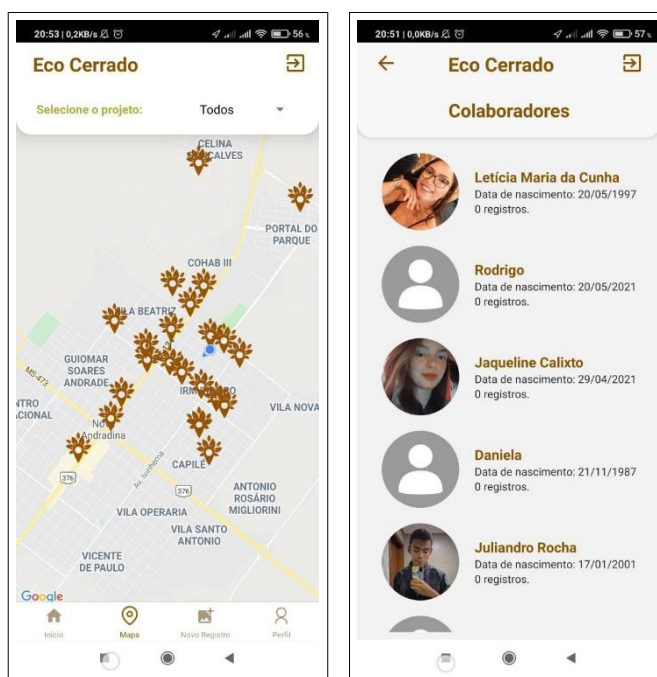 20:53 | 0,2KB/s
56%
Eco Cerrado
Selecione o projeto:
Todos
CELINA
GONÇALVES
PORTAL DO
PARQUE
COHAB III
VILA BEATRIZ
GUIOMAR
SOARES
ANDRADE
MS-473
VILA NOVA
Nova
Andradina
376
CAPILÉ
Av. Ivinhema
376
ANTONIO
ROSÁRIO
MIGLIORINI
VILA OPERARIA
VILA SANTO
ANTONIO
VICENTE
DE PAULO
Google
Início
Mapa
Novo Registro
Perfil
20:51 | 0,0KB/s
57%
Eco Cerrado
Colaboradores
Letícia Maria da Cunha
Data de nascimento: 20/05/1997
0 registros.
Rodrigo
Data de nascimento: 20/05/2021
0 registros.
Jaqueline Calixto
Data de nascimento: 29/04/2021
0 registros.
Daniela
Data de nascimento: 21/11/1987
0 registros.
Juliandro Rocha
Data de nascimento: 17/01/2001
0 registros.